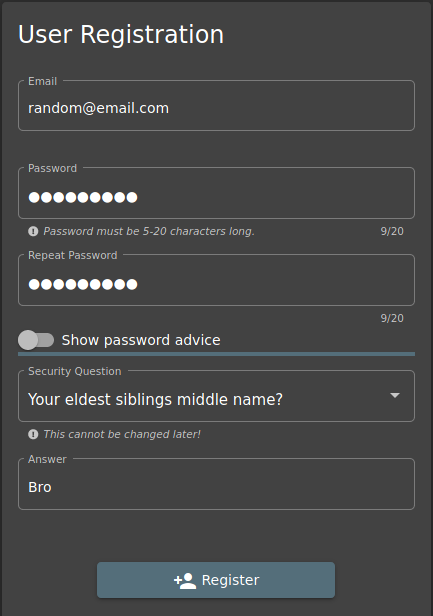 User Registration
Email
random@email.com
Password
●●●●●●●●●
Password must be 5-20 characters long.
9/20
Repeat Password
●●●●●●●●●
9/20
Show password advice
Security Question
Your eldest siblings middle name?
This cannot be changed later!
Answer
Bro
Register